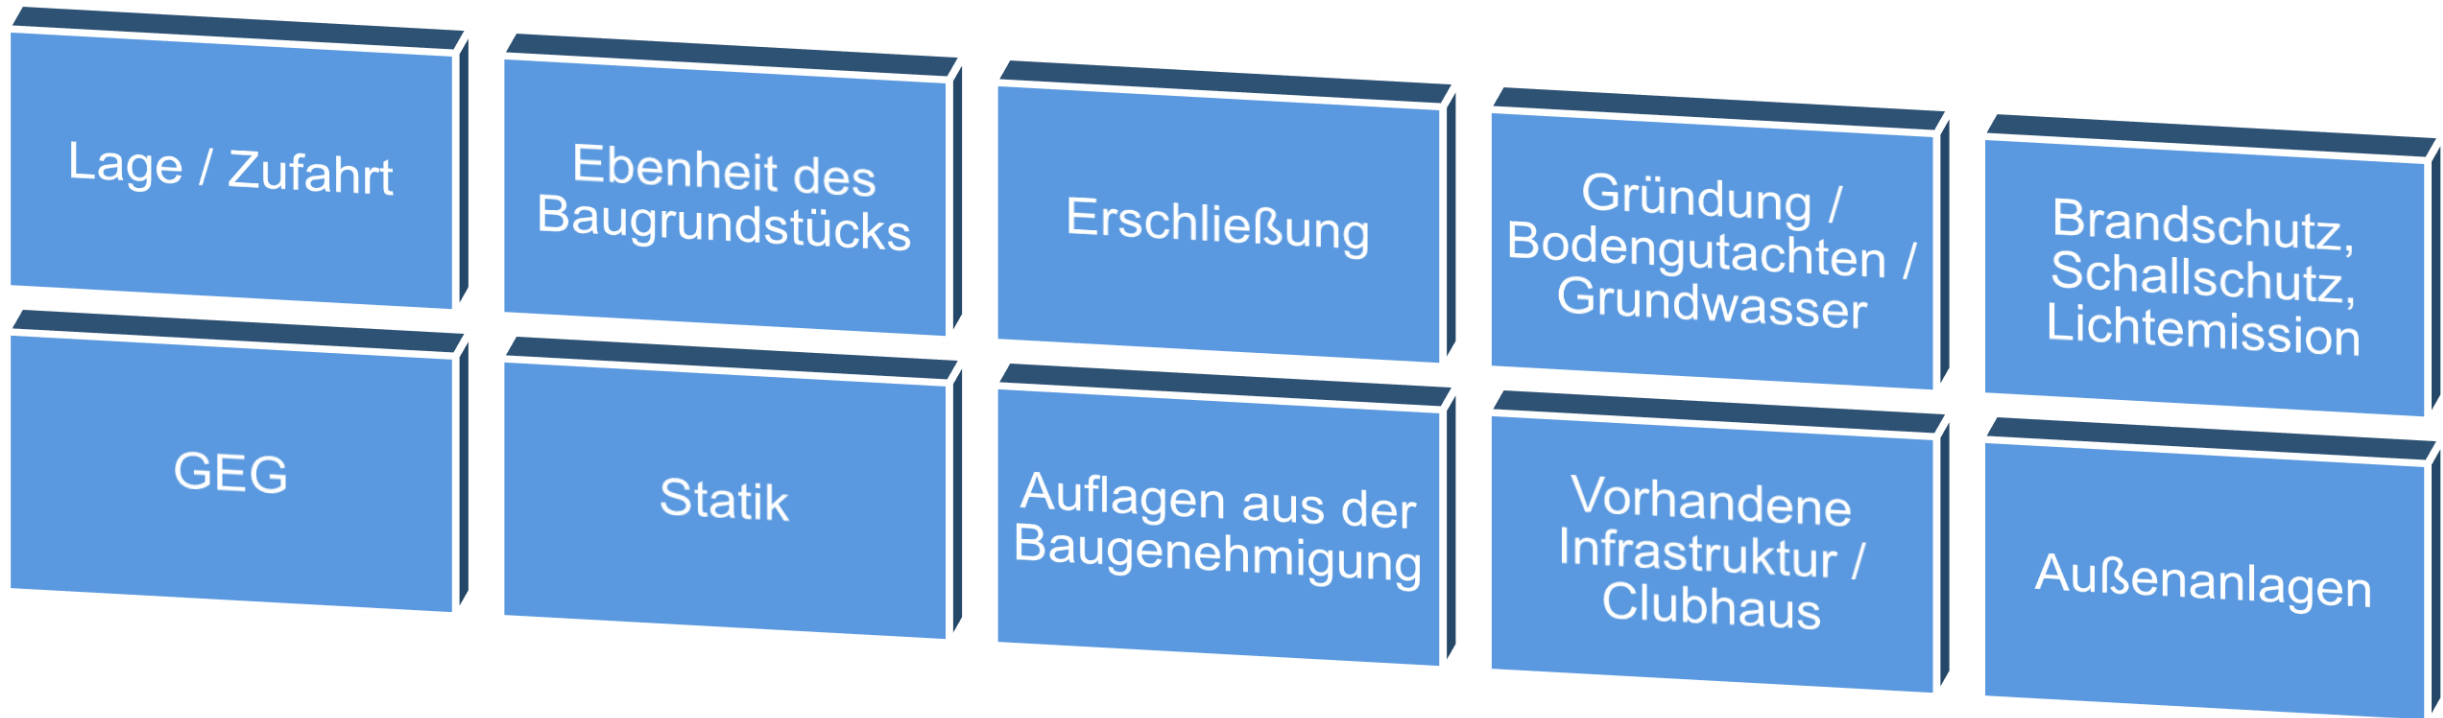 Lage / Zufahrt
Ebenheit des
Baugrundstücks
Erschließung
Gründung /
Bodengutachten /
Grundwasser
Brandschutz,
Schallschutz,
Lichtemission
GEG
Statik
Auflagen aus der
Baugenehmigung
Vorhandene
Infrastruktur /
Clubhaus
Außenanlagen